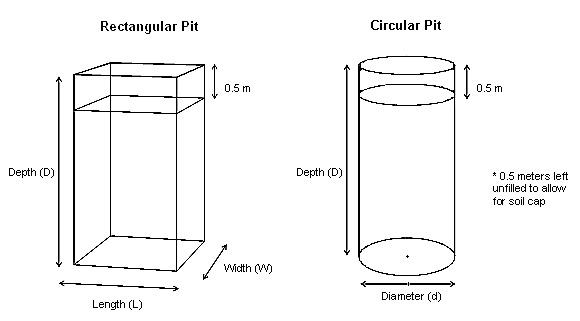 Rectangular Pit
Circular Pit
0.5 m
0.5 m
Depth (D)
Depth (D)
* 0.5 meters left
unfilled to allow
for soil cap
Width (W)
Length (L)
Diameter (d)